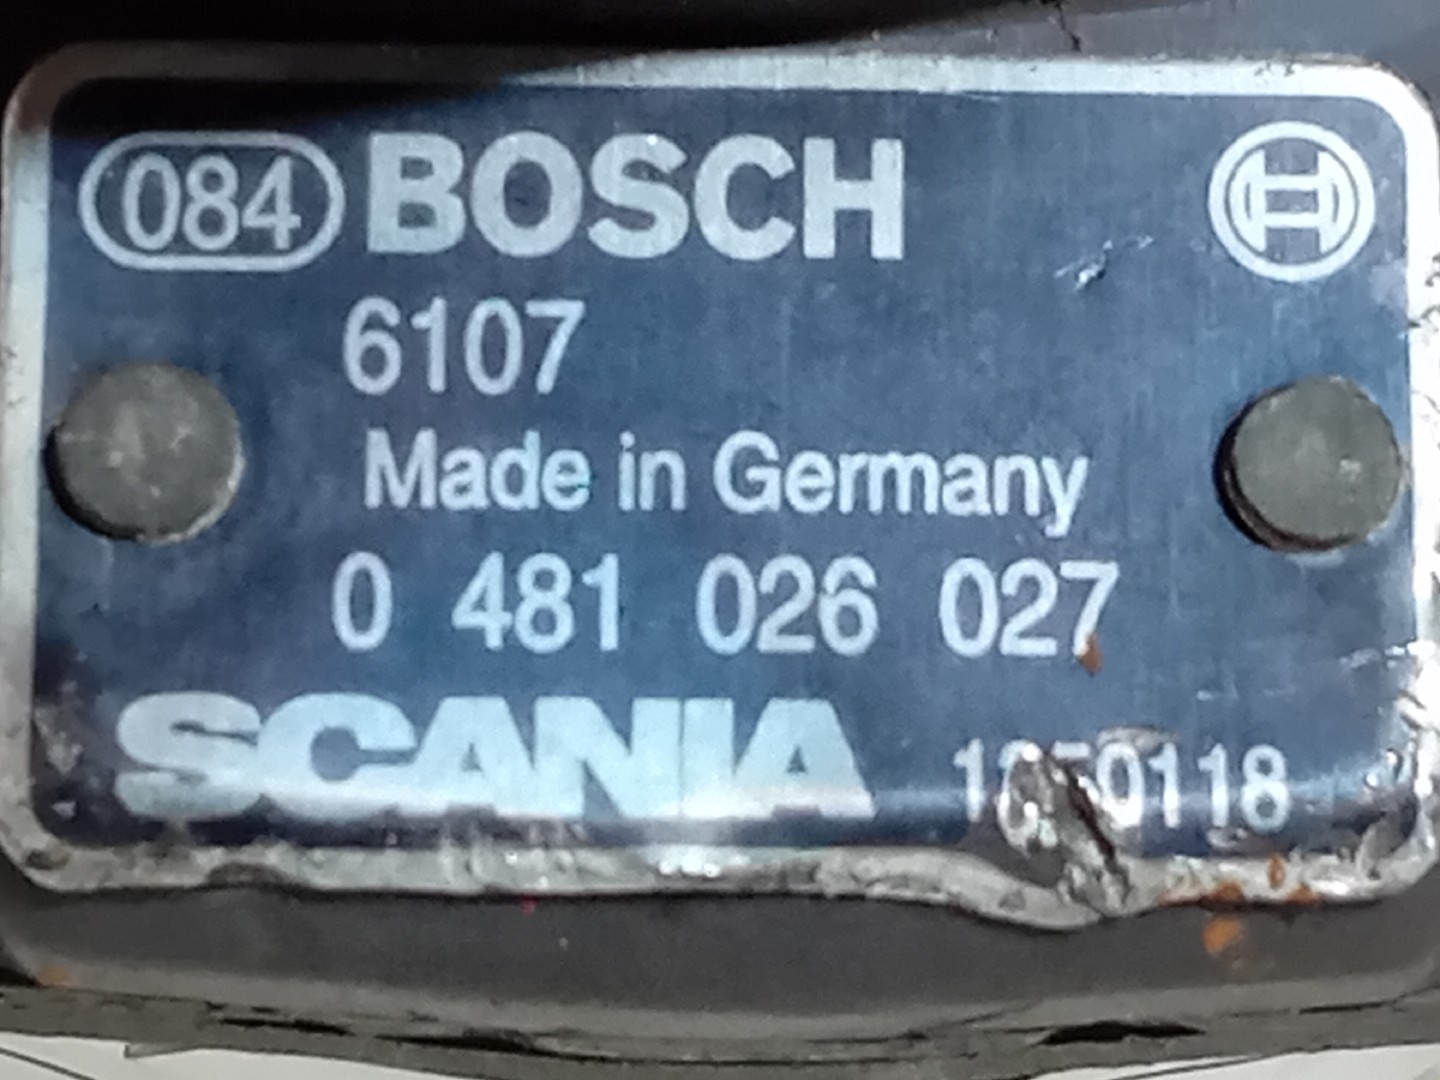 084 BOSCH
6107
Made in Germany
0 481 026 027
SCANIA